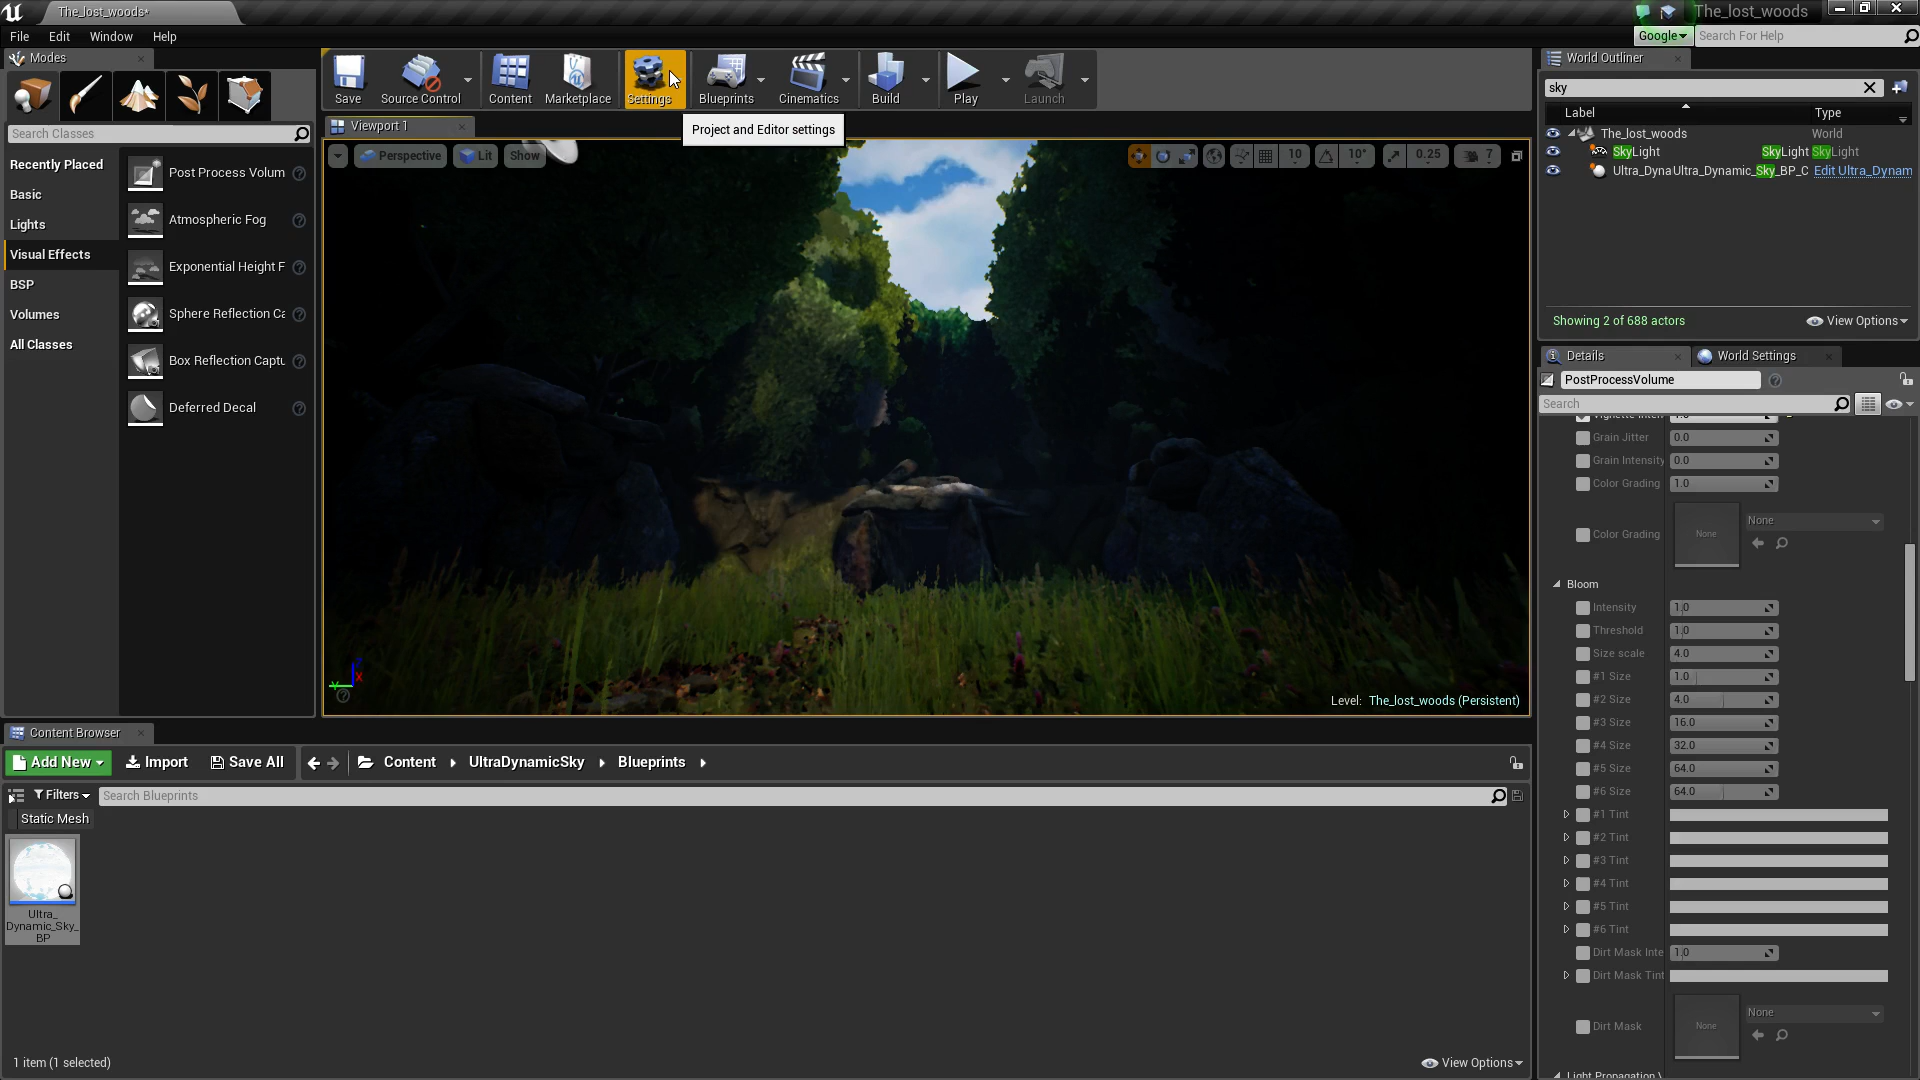 The_lost_woods*
The_lost_woods
File Edit Window Help
Google
Search For Help
Modes
Search Classes
Recently Placed
Basic
Lights
Visual Effects
BSP
Volumes
All Classes
Post Process Volum
Atmospheric Fog
Exponential Height F
Sphere Reflection Ca
Box Reflection Captu
Deferred Decal
Save
Source Control
Content
Marketplace
Settings
Blueprints
Cinematics
Build
Play
Launch
Project and Editor settings
Viewport 1
Perspective
Lit
Show
10
10°
0.25
7
Level: The_lost_woods (Persistent)
World Outliner
sky
Label Type
The_lost_woods World
SkyLight SkyLight SkyLight
Ultra_DynaUltra_Dynamic_Sky_BP_C Edit Ultra_Dynam
Showing 2 of 688 actors
View Options
Details
World Settings
PostProcessVolume
Search
Grain Jitter 0.0
Grain Intensity 0.0
Color Grading 1.0
Color Grading None None
Bloom
Intensity 1.0
Threshold 1.0
Size scale 4.0
#1 Size 1.0
#2 Size 4.0
#3 Size 16.0
#4 Size 32.0
#5 Size 64.0
#6 Size 64.0
#1 Tint
#2 Tint
#3 Tint
#4 Tint
#5 Tint
#6 Tint
Dirt Mask Inte 1.0
Dirt Mask Tint
Dirt Mask None None
Content Browser
Add New
Import
Save All
Content
UltraDynamicSky
Blueprints
Filters
Search Blueprints
Static Mesh
Ultra_
Dynamic_Sky_
BP
1 item (1 selected)
View Options